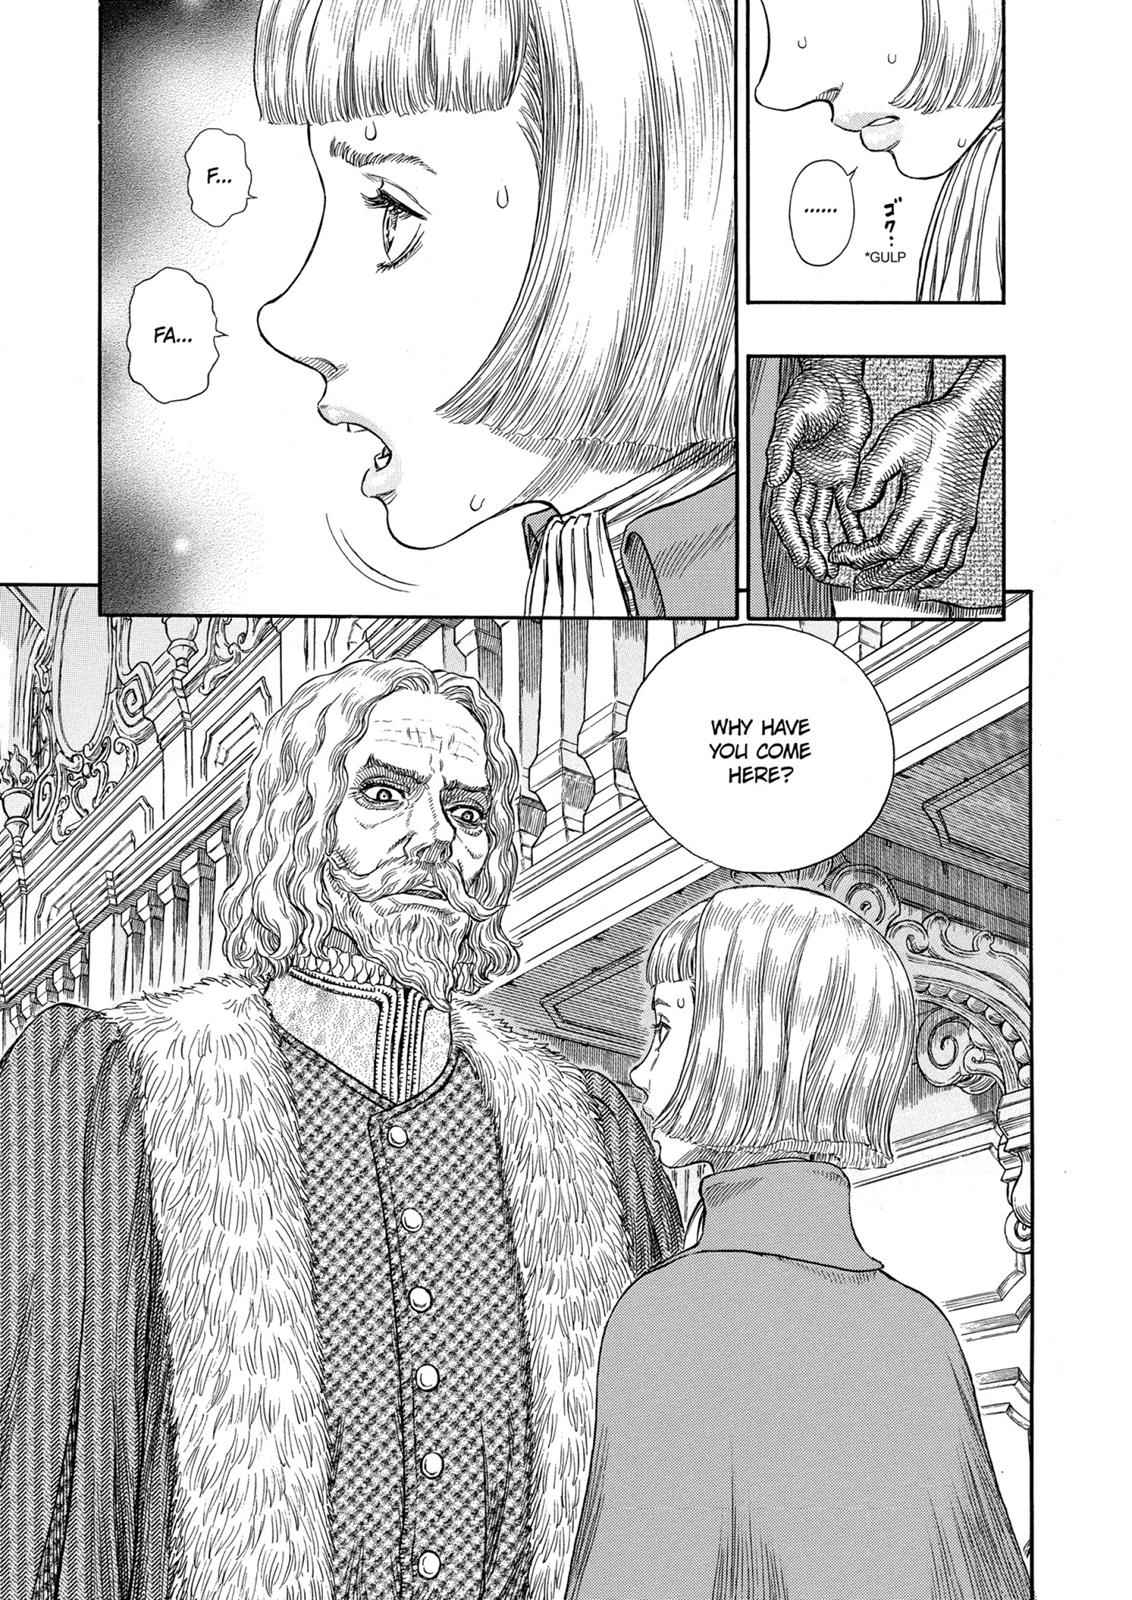 ......
ゴク…
*GULP
F...
FA...
WHY HAVE
YOU COME
HERE?